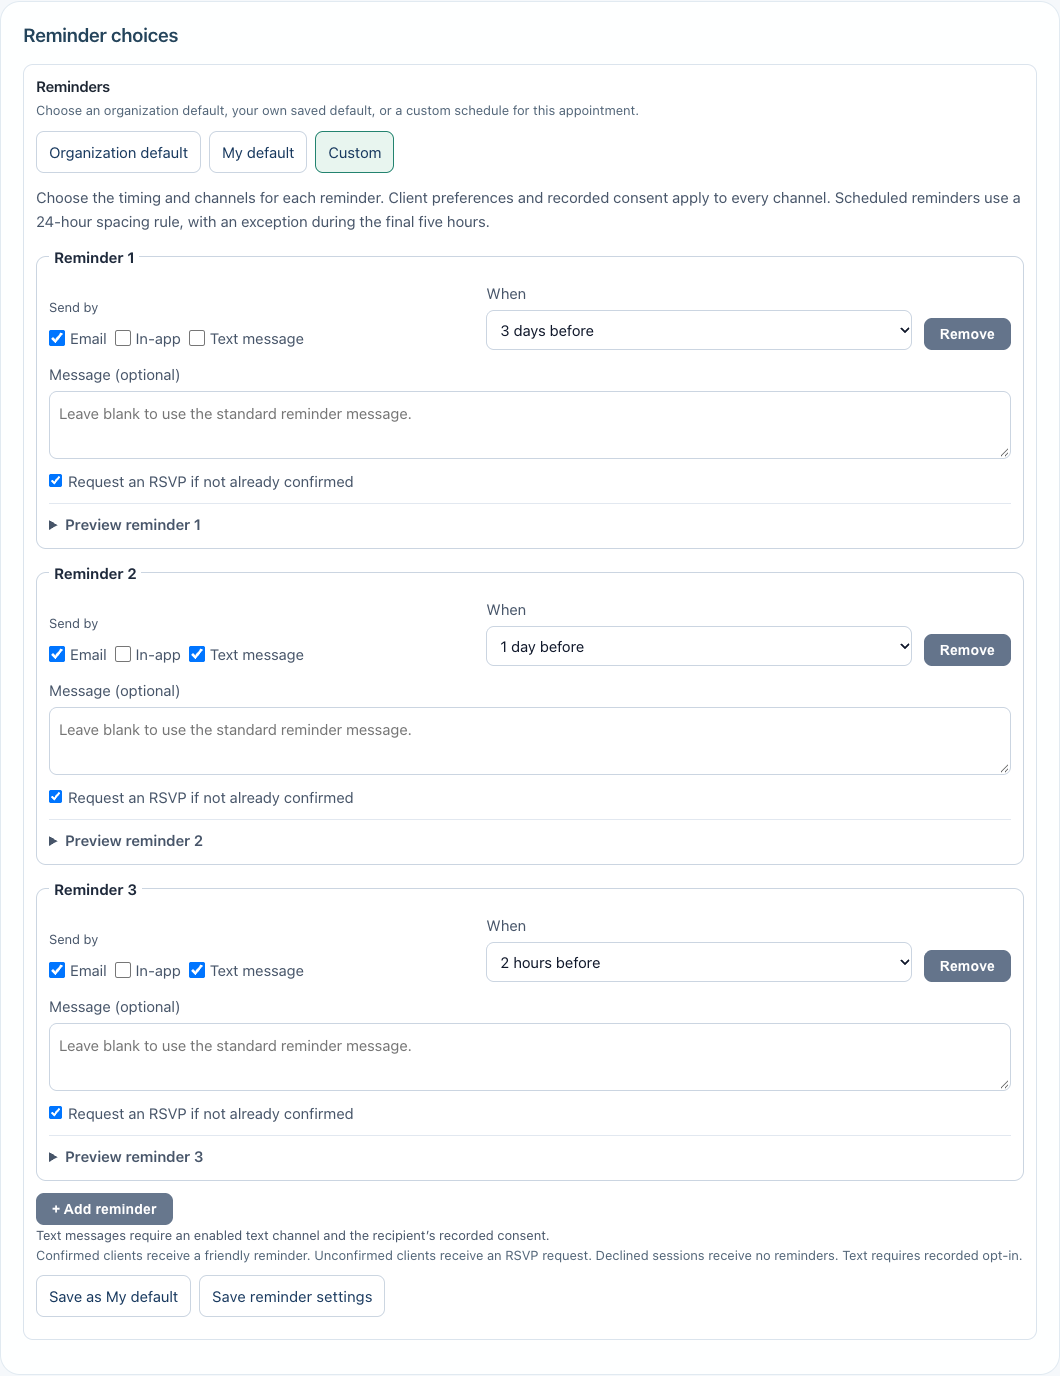 Reminder choices
Reminders
Choose an organization default, your own saved default, or a custom schedule for this appointment.
Organization default My default Custom
Choose the timing and channels for each reminder. Client preferences and recorded consent apply to every channel. Scheduled reminders use a
24-hour spacing rule, with an exception during the final five hours.
Reminder 1
Send by
When
Email In-app Text message
3 days before
Remove
Message (optional)
Leave blank to use the standard reminder message.
Request an RSVP if not already confirmed
Preview reminder 1
Reminder 2
Send by
When
Email In-app Text message
1 day before
Remove
Message (optional)
Leave blank to use the standard reminder message.
Request an RSVP if not already confirmed
Preview reminder 2
Reminder 3
Send by
When
Email In-app Text message
2 hours before
Remove
Message (optional)
Leave blank to use the standard reminder message.
Request an RSVP if not already confirmed
Preview reminder 3
+ Add reminder
Text messages require an enabled text channel and the recipient's recorded consent.
Confirmed clients receive a friendly reminder. Unconfirmed clients receive an RSVP request. Declined sessions receive no reminders. Text requires recorded opt-in.
Save as My default Save reminder settings